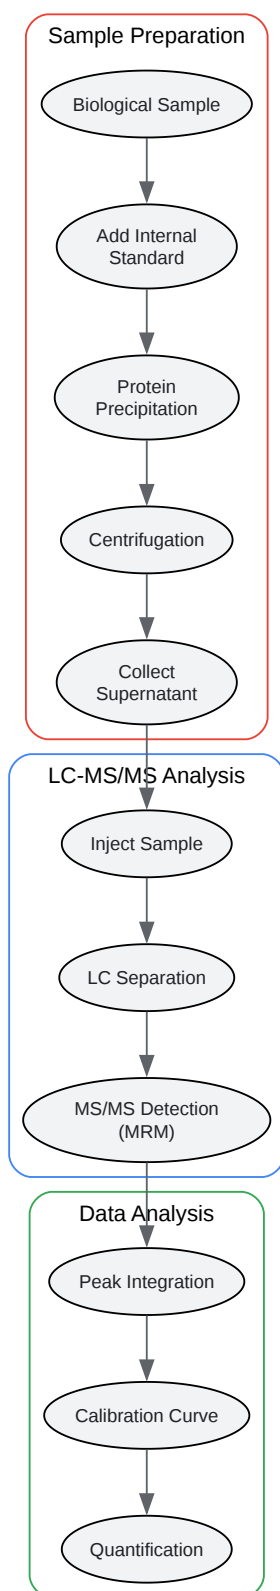 Sample Preparation
Biological Sample
Add Internal
Standard
Protein
Precipitation
Centrifugation
Collect
Supernatant
LC-MS/MS Analysis
Inject Sample
LC Separation
MS/MS Detection
(MRM)
Data Analysis
Peak Integration
Calibration Curve
Quantification